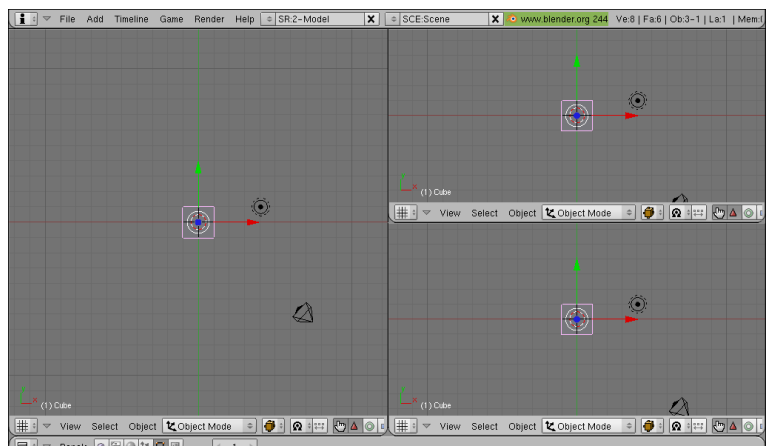 File Add Timeline Game Render Help SR:2-Model X SCE:Scene X www.blender.org 244 Ve:8 | Fa:6 | Ob:3-1 | La:1 | Mem:
x
(1) Cube
View Select Object Object Mode
x
(1) Cube
View Select Object Object Mode
x
(1) Cube
View Select Object Object Mode
Panels